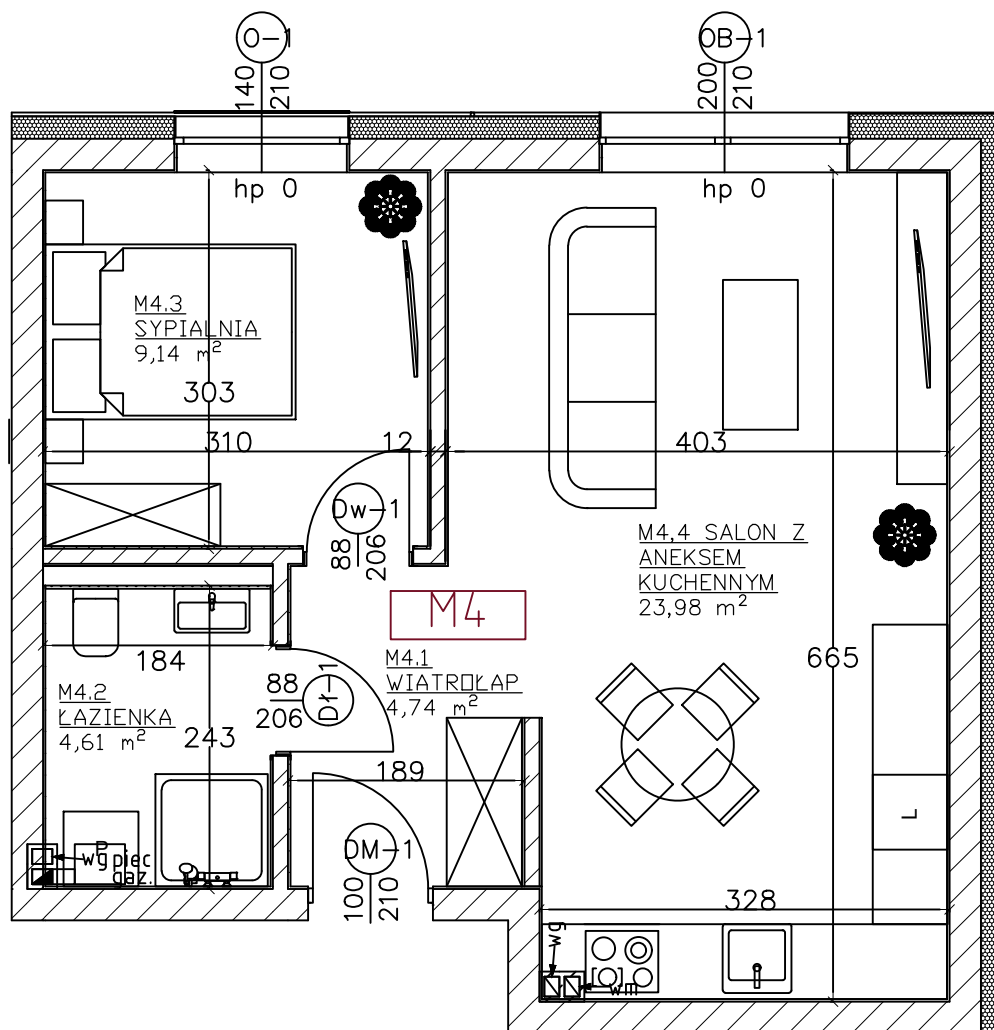 O-1
140
210
OB-1
200
210
hp 0
hp 0
M4.3
SYPIALNIA
9,14 m²
303
310
12
403
Dw-1
88
206
M4,4 SALON Z
ANEKSEM
KUCHENNYM
23,98 m²
M4
M4.1
WIATROŁAP
4,74 m²
665
184
M4.2
ŁAZIENKA
4,61 m²
88
206
Dł-1
243
189
L
P
wg
piec
gaz.
DM-1
100
210
328
wg
wm